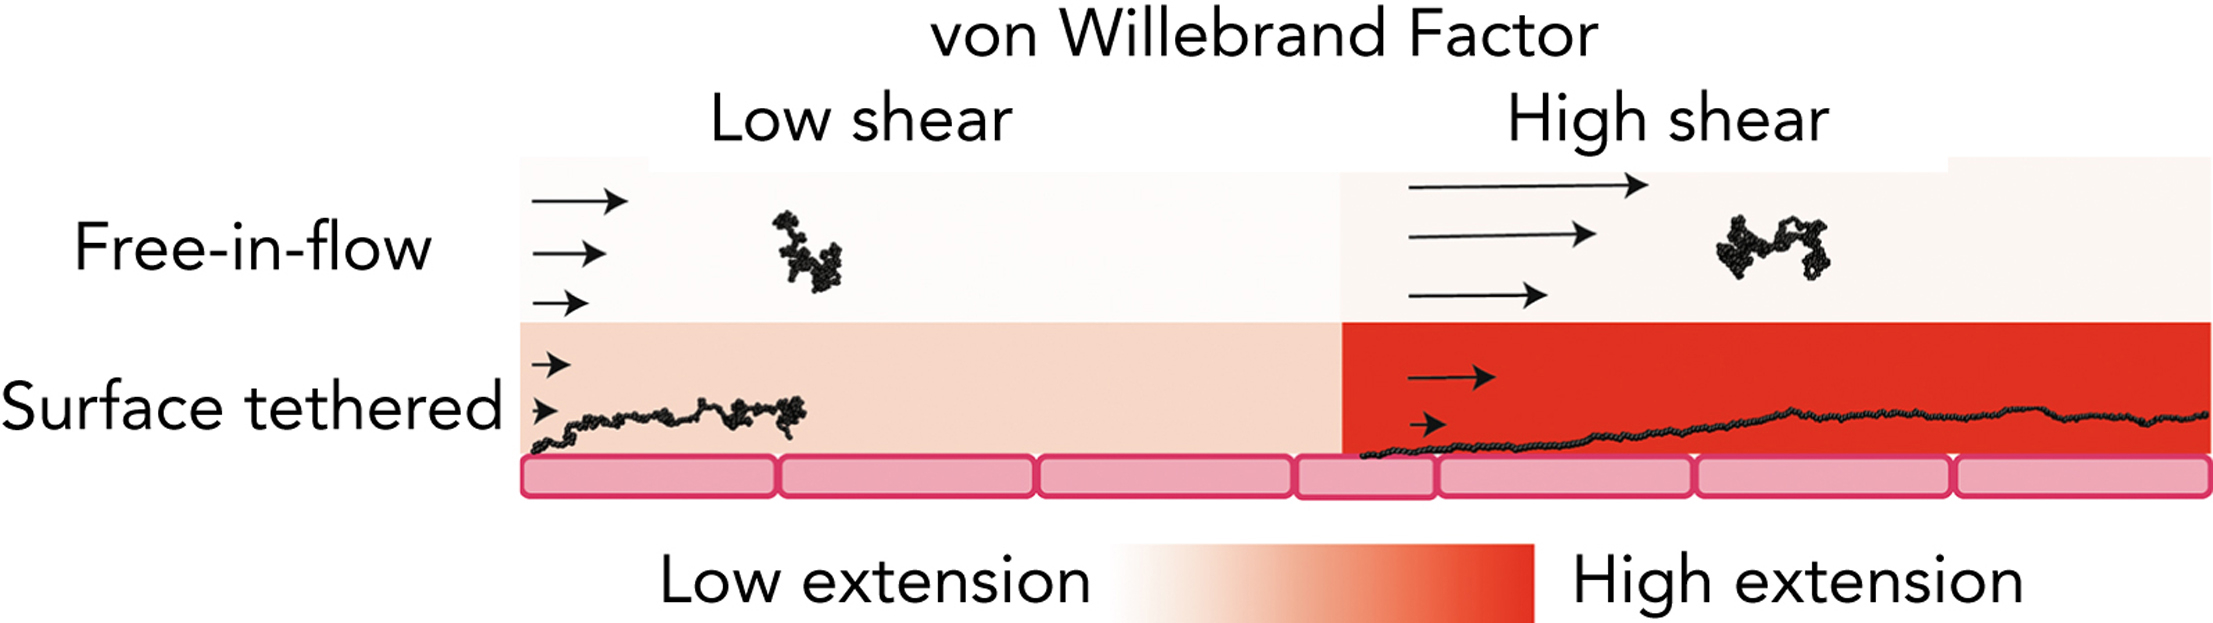 von Willebrand Factor
Low shear
High shear
Free-in-flow
Surface tethered
Low extension
High extension